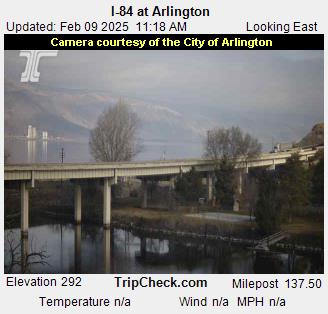 I-84 at Arlington
Updated: Feb 09 2025 11:18 AM Looking East
Camera courtesy of the City of Arlington
Elevation 292 TripCheck.com Milepost 137.50
Temperature n/a Wind n/a MPH n/a